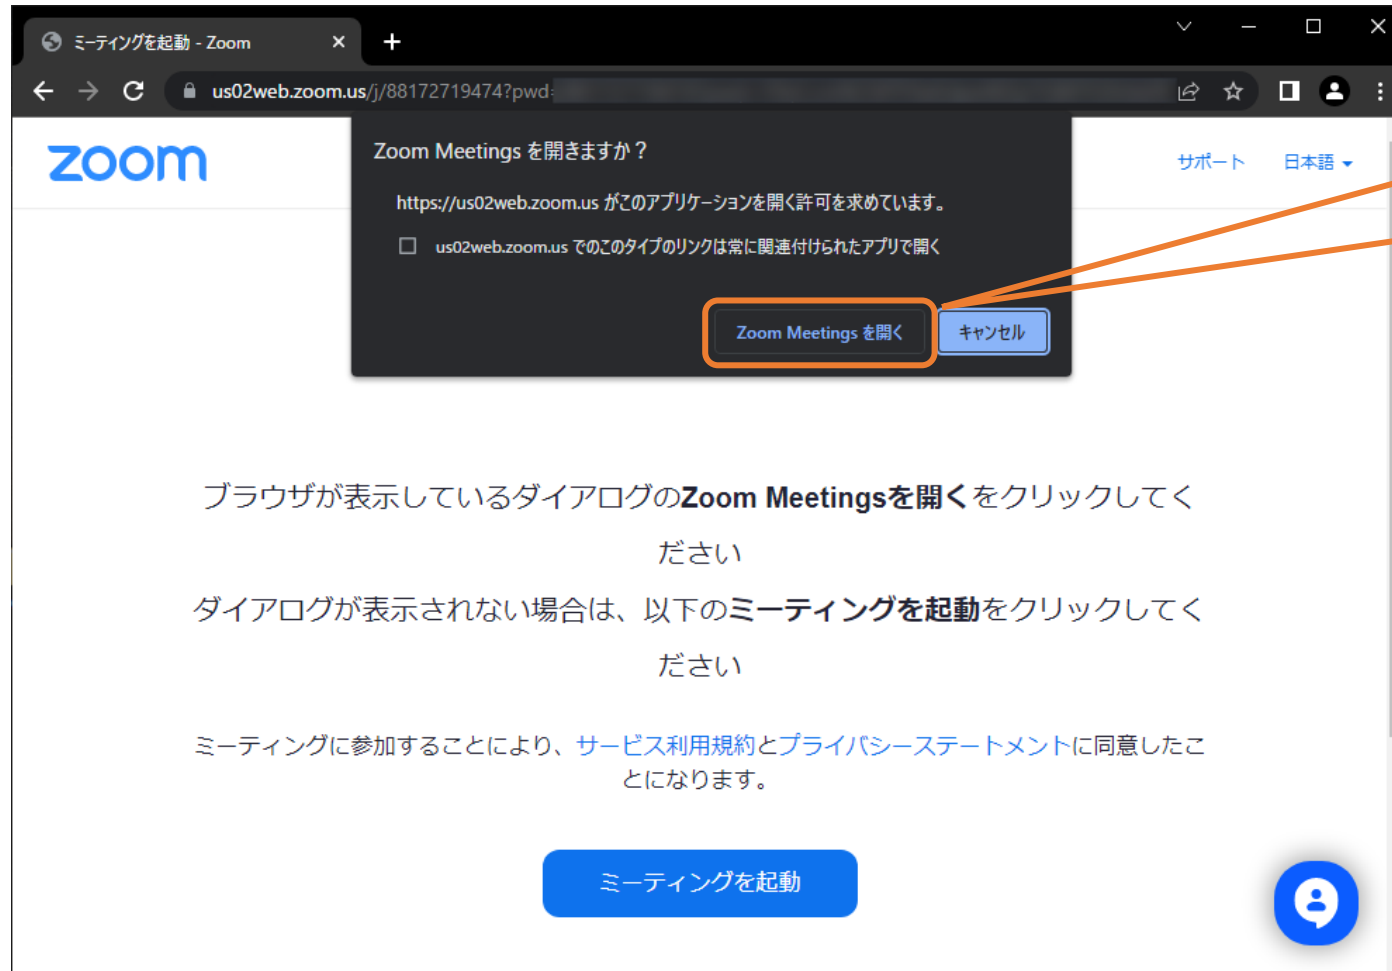 ミーティングを起動 - Zoom
us02web.zoom.us/j/88172719474?pwd=
zoom
サポート 日本語
Zoom Meetings を開きますか？
https://us02web.zoom.us がこのアプリケーションを開く許可を求めています。
us02web.zoom.us でのこのタイプのリンクは常に関連付けられたアプリで開く
Zoom Meetings を開く キャンセル
ブラウザが表示しているダイアログのZoom Meetingsを開くをクリックしてく
ださい
ダイアログが表示されない場合は、以下のミーティングを起動をクリックしてく
ださい
ミーティングに参加することにより、サービス利用規約とプライバシーステートメントに同意したこ
とになります。
ミーティングを起動